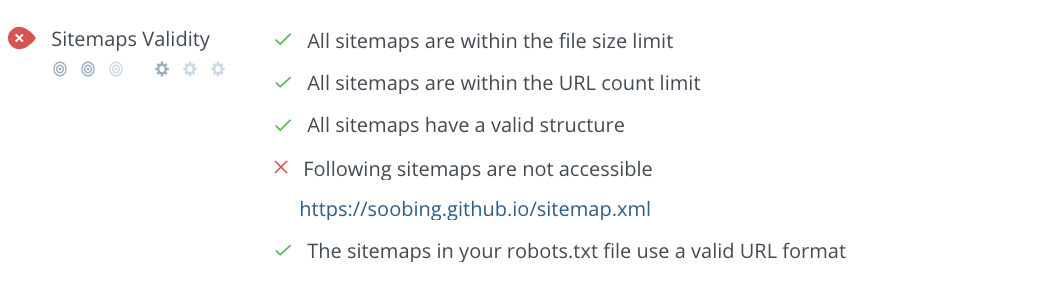 Sitemaps Validity
All sitemaps are within the file size limit
All sitemaps are within the URL count limit
All sitemaps have a valid structure
Following sitemaps are not accessible
https://soobing.github.io/sitemap.xml
The sitemaps in your robots.txt file use a valid URL format